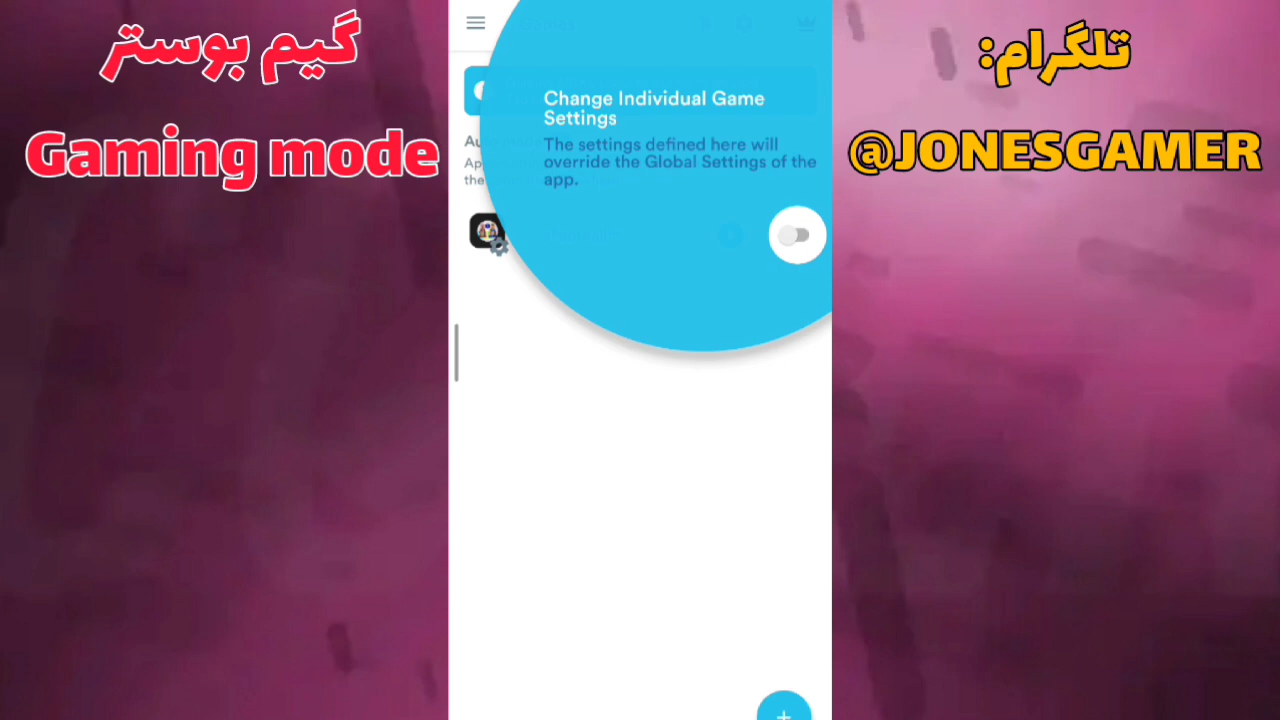 گیم بوستر
Gaming mode
Change Individual Game
Settings
The settings defined here will
override the Global Settings of the
app.
تلگرام:
@JONESGAMER